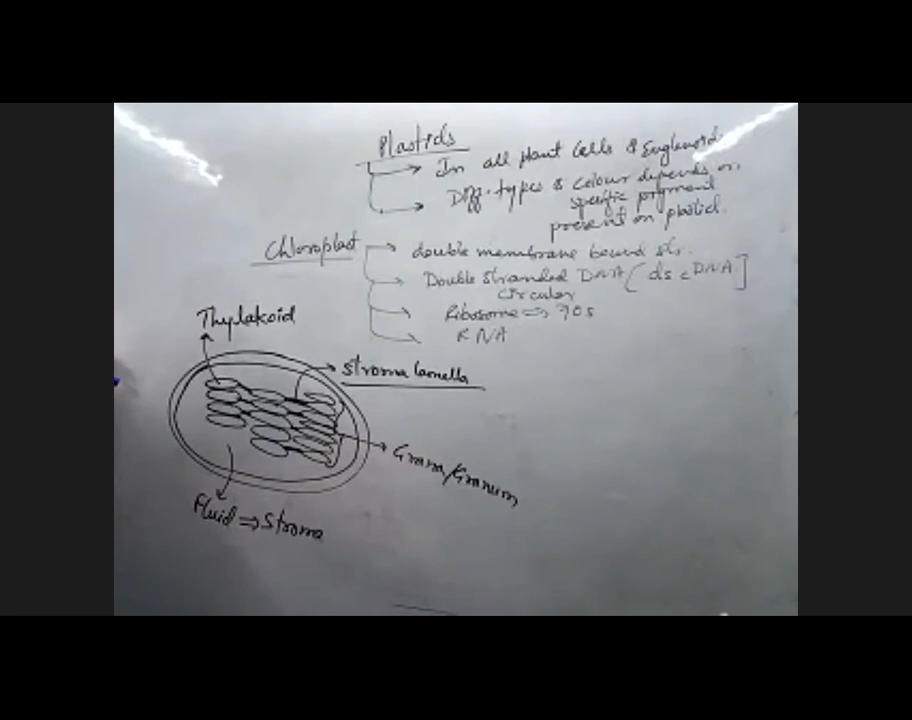 Plastids
In all plant cells & Euglenoid.
Diff. types & colour depends on
specific pigment
present on plastid.
Chloroplast
double membrane bound str.
Double stranded DNA [ds c DNA]
circular
Ribosome => 70s
RNA
Thylakoid
Stroma lamella
Grana/Granum
Fluid => Stroma